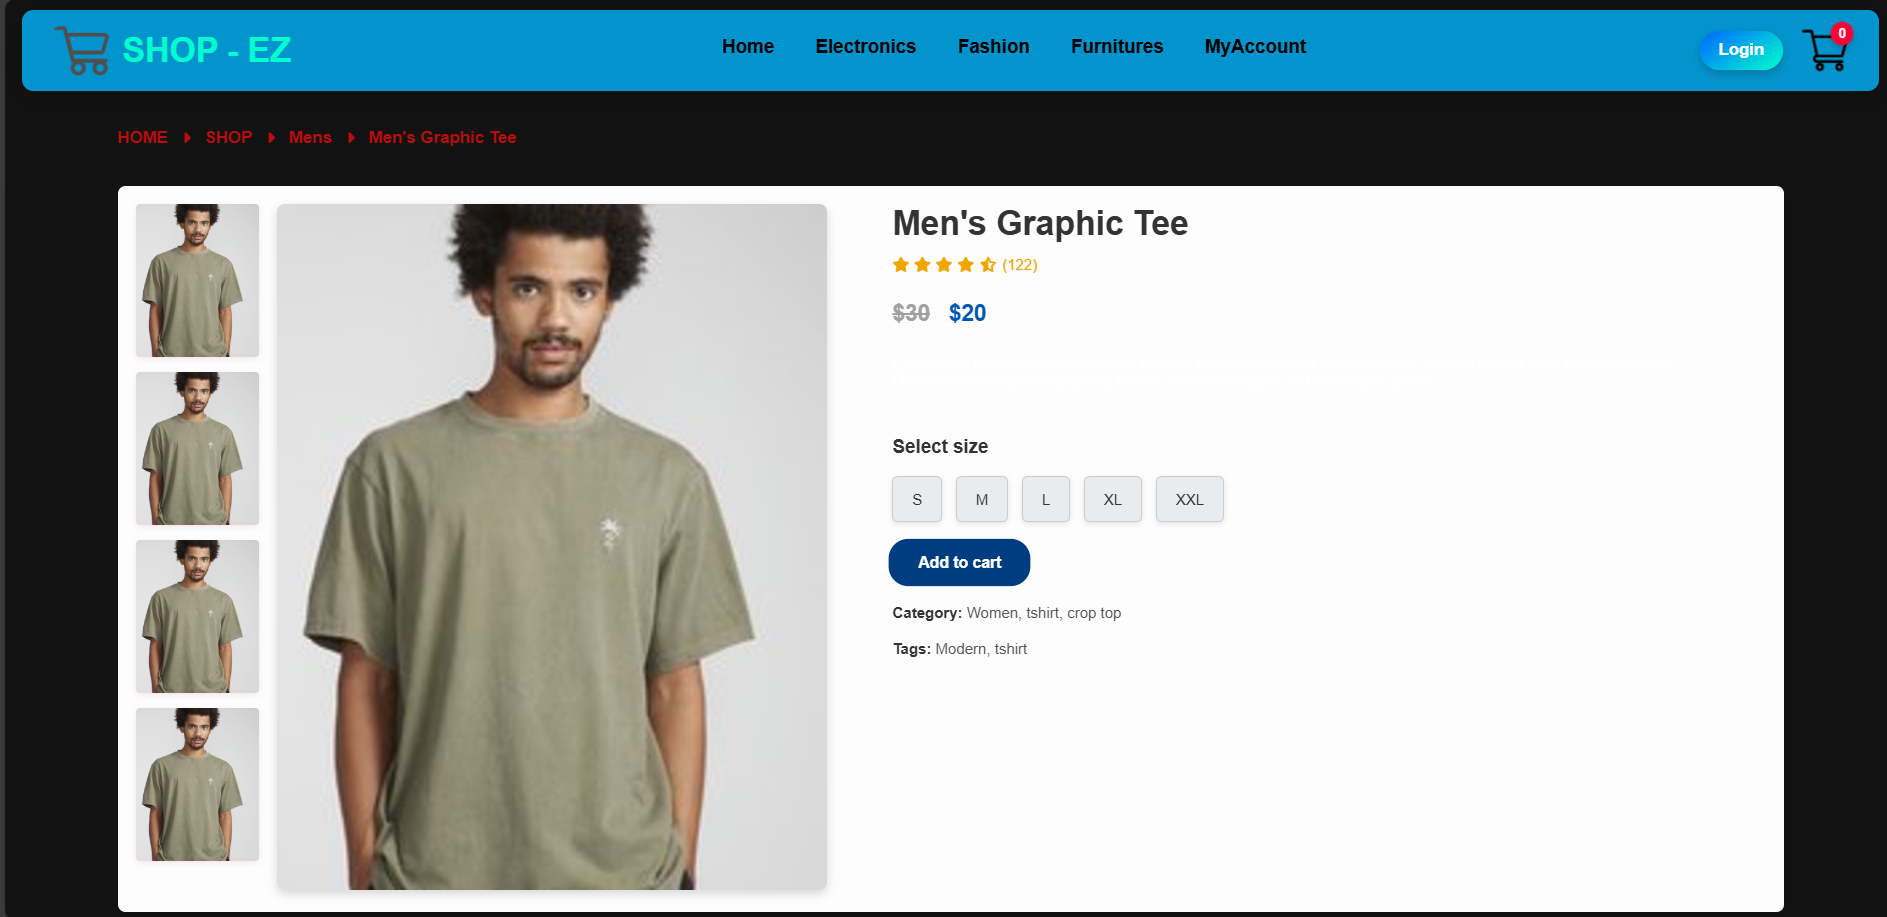 SHOP - EZ
Home Electronics Fashion Furnitures MyAccount
Login
0
HOME SHOP Mens Men's Graphic Tee
Men's Graphic Tee
(122)
$30 $20
Select size
S M L XL XXL
Add to cart
Category: Women, tshirt, crop top
Tags: Modern, tshirt